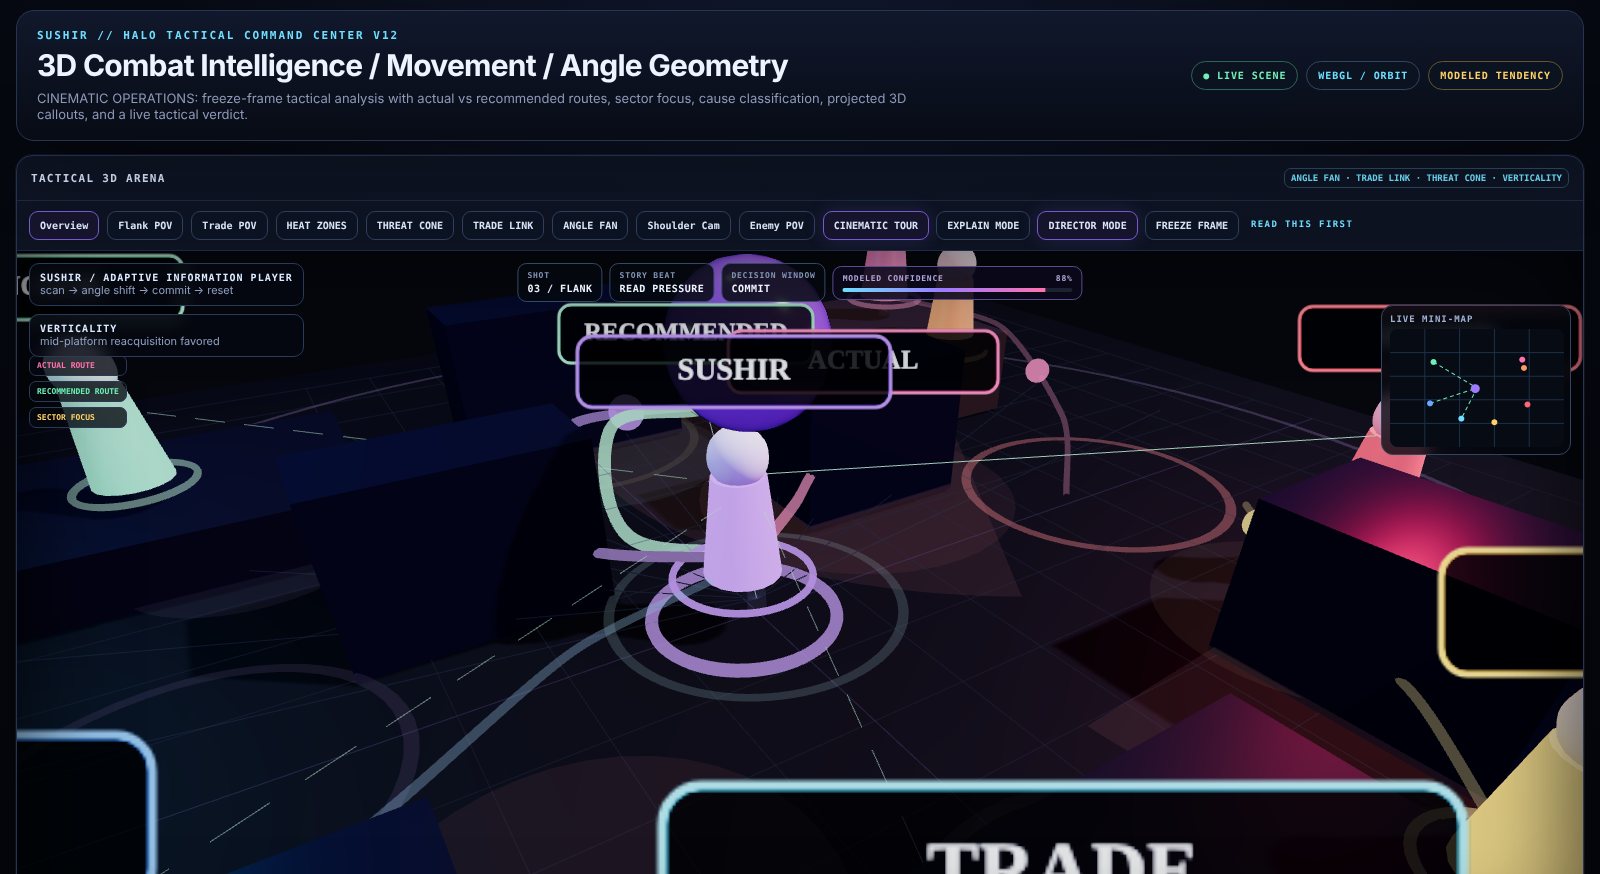 SUSHIR // HALO TACTICAL COMMAND CENTER V12
3D Combat Intelligence / Movement / Angle Geometry
CINEMATIC OPERATIONS: freeze-frame tactical analysis with actual vs recommended routes, sector focus, cause classification, projected 3D
callouts, and a live tactical verdict.
● LIVE SCENE
WEBGL / ORBIT
MODELED TENDENCY
TACTICAL 3D ARENA
ANGLE FAN · TRADE LINK · THREAT CONE · VERTICALITY
Overview
Flank POV
Trade POV
HEAT ZONES
THREAT CONE
TRADE LINK
ANGLE FAN
Shoulder Cam
Enemy POV
CINEMATIC TOUR
EXPLAIN MODE
DIRECTOR MODE
FREEZE FRAME
READ THIS FIRST
SUSHIR / ADAPTIVE INFORMATION PLAYER
scan → angle shift → commit → reset
VERTICALITY
mid-platform reacquisition favored
ACTUAL ROUTE
RECOMMENDED ROUTE
SECTOR FOCUS
SHOT
03 / FLANK
STORY BEAT
READ PRESSURE
DECISION WINDOW
COMMIT
MODELED CONFIDENCE 88%
LIVE MINI-MAP
RECOMMENDED
ACTUAL
SUSHIR
TRADE